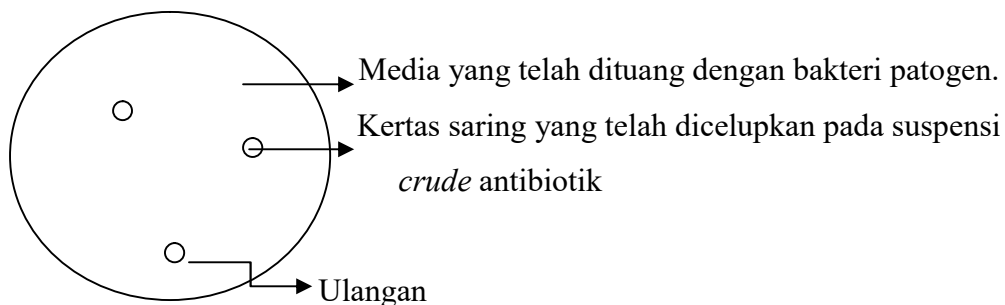 Media yang telah dituang dengan bakteri patogen.
Kertas saring yang telah dicelupkan pada suspensi
crude antibiotik
Ulangan